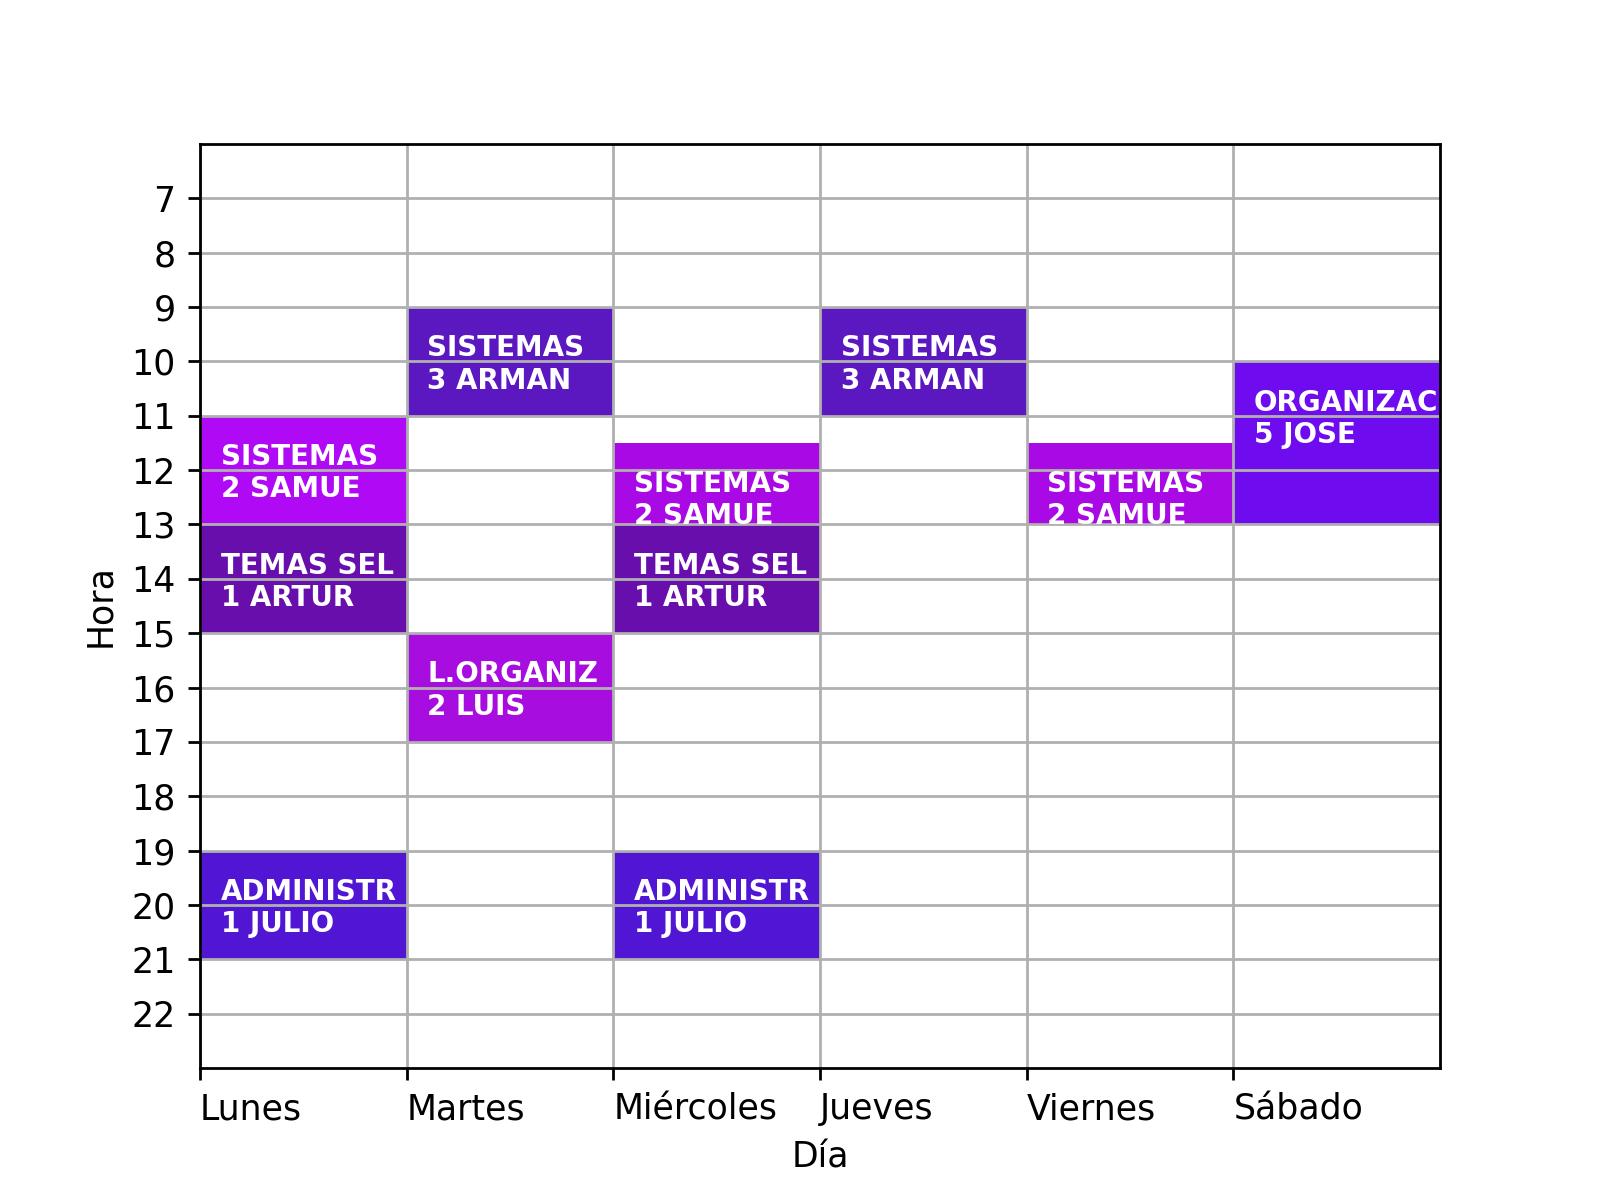 7
8
9
10
11
12
13
14
15
16
17
18
19
20
21
22
Hora
SISTEMAS
2 SAMUE
TEMAS SEL
1 ARTUR
ADMINISTR
1 JULIO
SISTEMAS
3 ARMAN
L.ORGANIZ
2 LUIS
SISTEMAS
2 SAMUE
TEMAS SEL
1 ARTUR
ADMINISTR
1 JULIO
SISTEMAS
3 ARMAN
SISTEMAS
2 SAMUE
ORGANIZAC
5 JOSE
Lunes
Martes
Miércoles
Jueves
Viernes
Sábado
Día